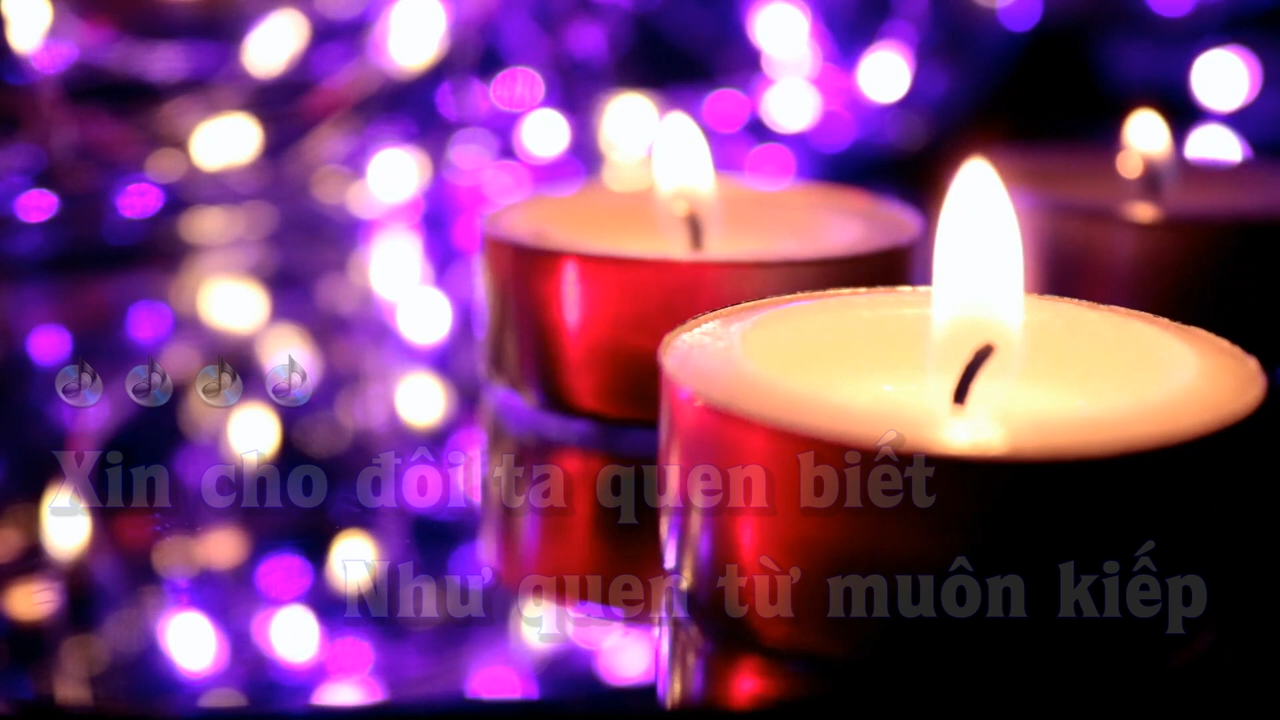 Xin cho đôi ta quen biết
Như quen từ muôn kiếp